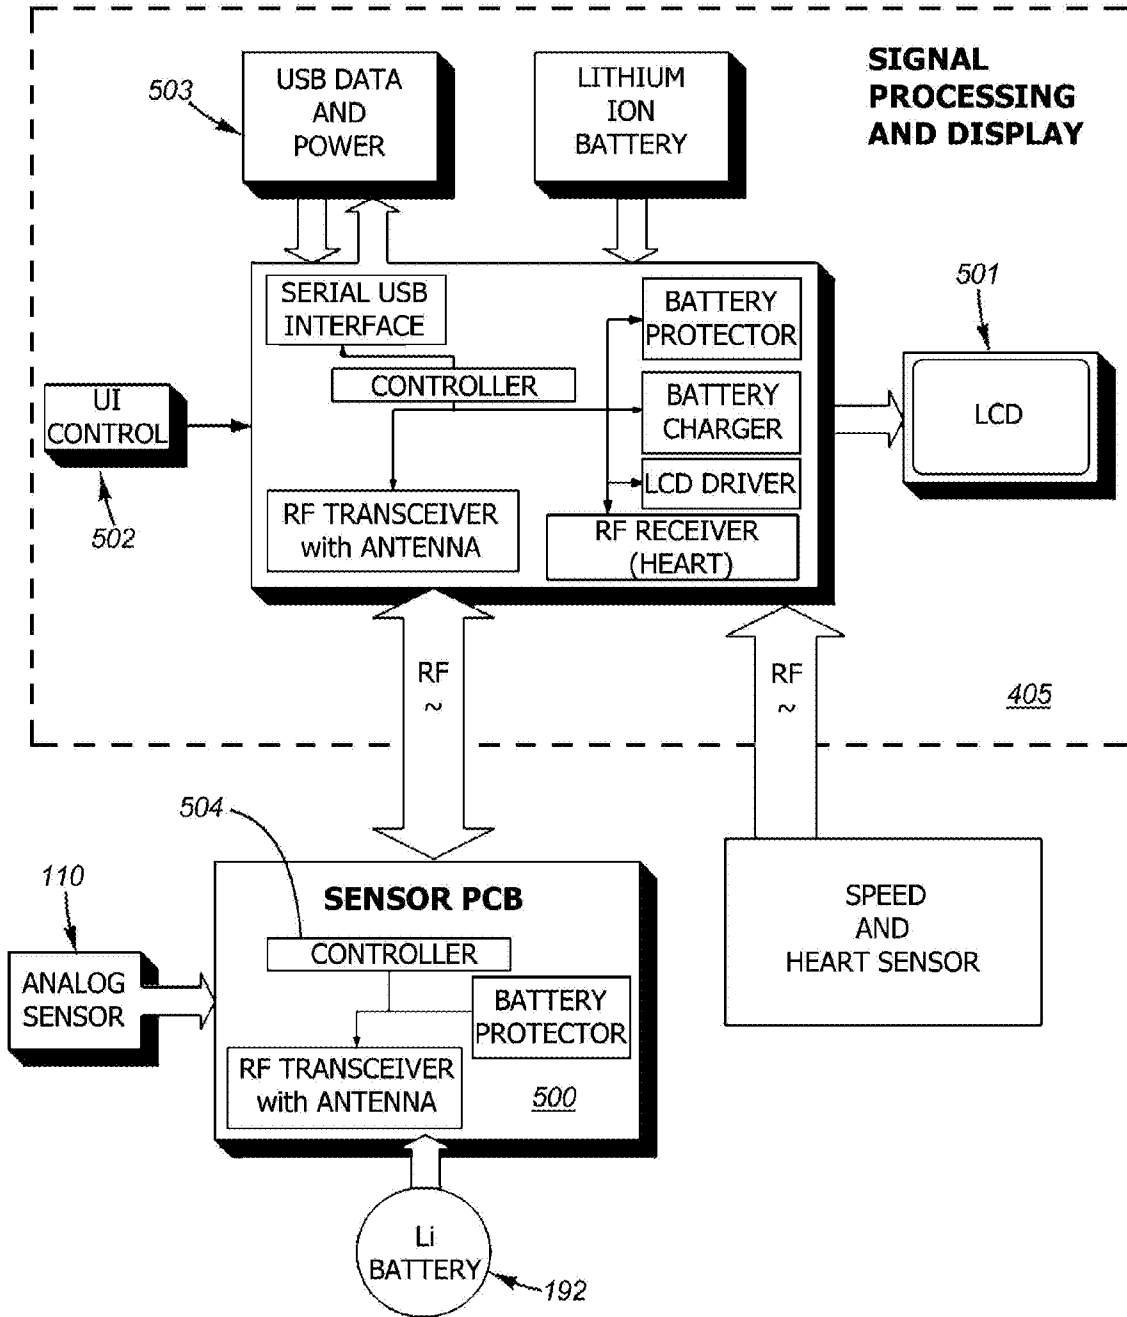 USB DATA
AND
POWER
503
LITHIUM
ION
BATTERY
SIGNAL
PROCESSING
AND DISPLAY
SERIAL USB
INTERFACE
BATTERY
PROTECTOR
501
CONTROLLER
UI
CONTROL
BATTERY
CHARGER
LCD
502
LCD DRIVER
RF TRANSCEIVER
with ANTENNA
RF RECEIVER
(HEART)
RF
~
RF
~
405
504
110
SENSOR PCB
CONTROLLER
ANALOG
SENSOR
BATTERY
PROTECTOR
RF TRANSCEIVER
with ANTENNA
500
SPEED
AND
HEART SENSOR
Li
BATTERY
192